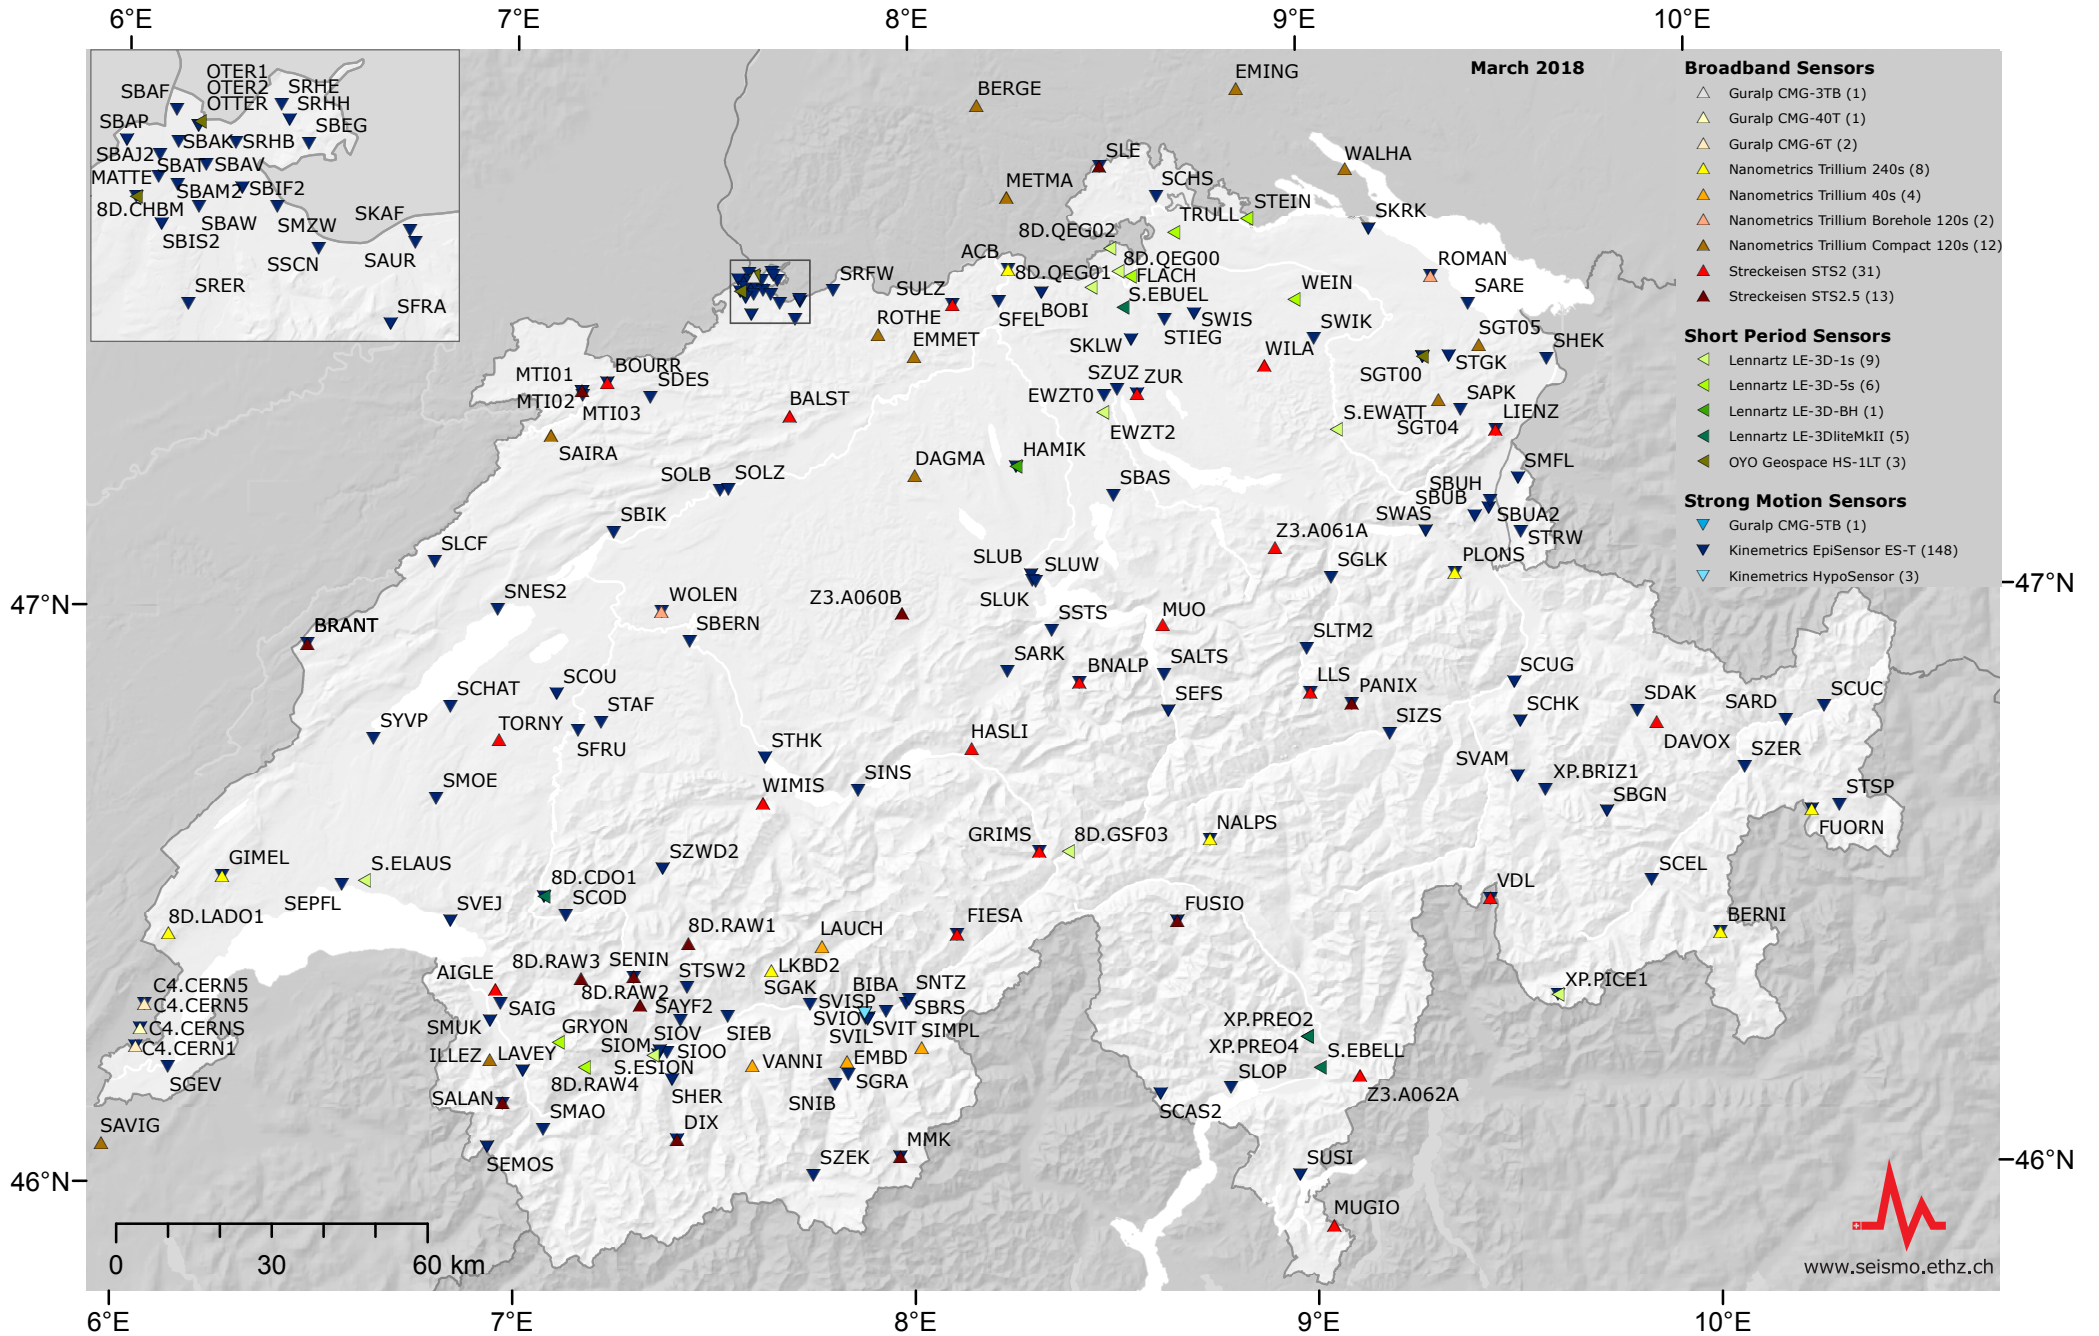 6°E
7°E
8°E
9°E
10°E
March 2018
Broadband Sensors
Guralp CMG-3TB (1)
Guralp CMG-40T (1)
Guralp CMG-6T (2)
Nanometrics Trillium 240s (8)
Nanometrics Trillium 40s (4)
Nanometrics Trillium Borehole 120s (2)
Nanometrics Trillium Compact 120s (12)
Streckeisen STS2 (31)
Streckeisen STS2.5 (13)
Short Period Sensors
Lennartz LE-3D-1s (9)
Lennartz LE-3D-5s (6)
Lennartz LE-3D-BH (1)
Lennartz LE-3DliteMkII (5)
OYO Geospace HS-1LT (3)
Strong Motion Sensors
Guralp CMG-5TB (1)
Kinemetrics EpiSensor ES-T (148)
Kinemetrics HypoSensor (3)
OTER1
OTER2
OTTER
SBAF
SRHE
SRHH
SBAP
SBEG
SBAK
SRHB
SBAJ2
SBAT
SBAV
MATTE
SBAM2
SBIF2
8D.CHBM
SBAW
SMZW
SKAF
SBIS2
SSCN
SAUR
SRER
SFRA
BERGE
EMING
SLE
WALHA
METMA
SCHS
TRULL
STEIN
SKRK
8D.QEG02
ACB
8D.QEG00
8D.QEG01
FLACH
ROMAN
SRFW
SULZ
S.EBUEL
WEIN
SARE
SFEL
BOBI
SWIS
ROTHE
STIEG
SWIK
SGT05
EMMET
SKLW
WILA
STGK
SHEK
MTI01
BOURR
SDES
SZUZ
ZUR
SGT00
SAPK
MTI02
MTI03
BALST
EWZT0
S.EWATT
LIENZ
SGT04
EWZT2
SAIRA
DAGMA
HAMIK
SOLB
SOLZ
SBAS
SMFL
SBUH
SBUB
SBIK
SWAS
SBUA2
Z3.A061A
STRW
SLCF
SLUB
SLUW
SGLK
PLONS
SNES2
WOLEN
Z3.A060B
SLUK
SSTS
MUO
BRANT
SBERN
SLTM2
SARK
BNALP
SALTS
SCUG
SCHAT
SCOU
SEFS
LLS
PANIX
SDAK
SARD
SCUC
STAF
SYVP
TORNY
SIZS
SCHK
SFRU
STHK
HASLI
DAVOX
SZER
SMOE
SINS
SVAM
XP.BRIZ1
WIMIS
SBGN
STSP
FUORN
GRIMS
8D.GSF03
NALPS
GIMEL
S.ELAUS
SZWD2
SEPFL
8D.CDO1
SCOD
SCEL
VDL
8D.LADO1
SVEJ
FUSIO
BERNI
8D.RAW1
LAUCH
FIESA
8D.RAW3
SENIN
AIGLE
STSW2
LKBD2
8D.RAW2
SGAK
BIBA
SNTZ
XP.PICE1
C4.CERN5
C4.CERN5
SAIG
SAYF2
SVISP
SBRS
SVIO
SVIT
C4.CERNS
SMUK
GRYON
SIOV
SIEB
SVIL
SIMPL
XP.PREO2
C4.CERN1
SIOM
SIOO
XP.PREO4
S.EBELL
ILLEZ
LAVEY
S.ESION
VANNI
EMBD
SGEV
8D.RAW4
SGRA
SLOP
SALAN
SHER
SNIB
Z3.A062A
SMAO
SCAS2
SAVIG
DIX
MMK
SEMOS
SZEK
SUSI
MUGIO
47°N
47°N
46°N
46°N
0
30
60 km
www.seismo.ethz.ch
6°E
7°E
8°E
9°E
10°E